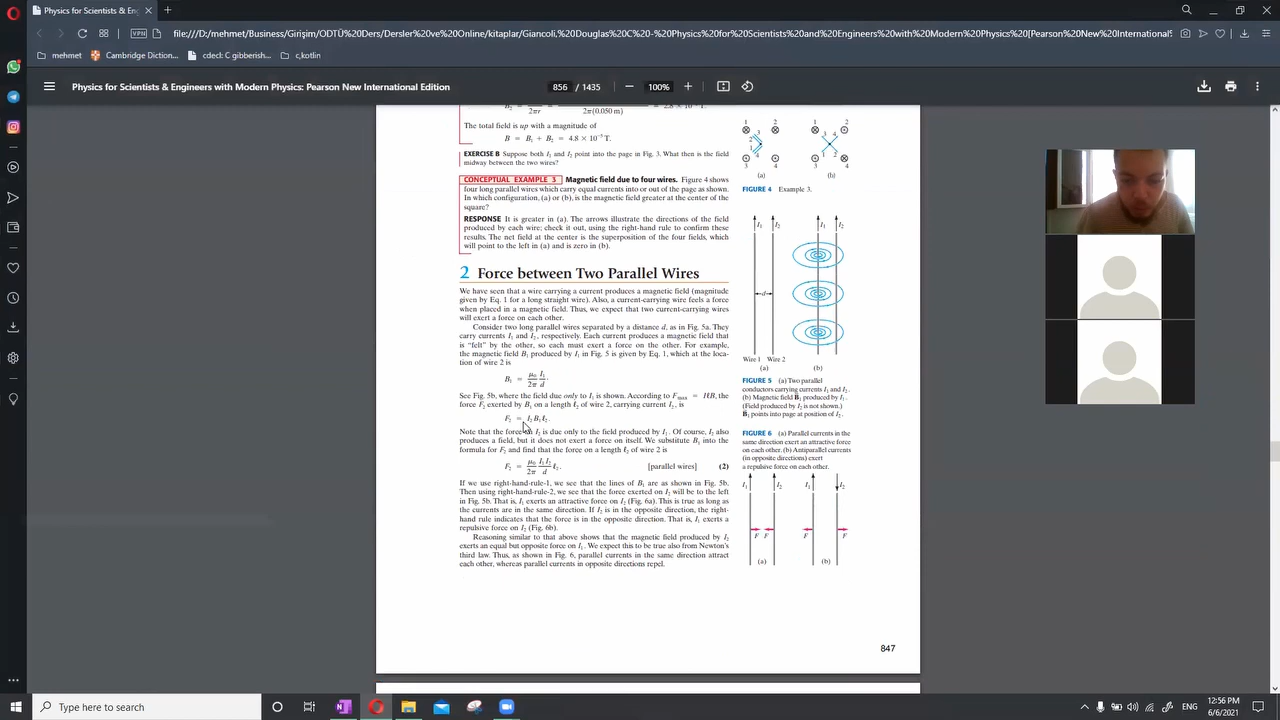 Physics for Scientists & Eng
VPN
file:///D:/mehmet/Business/Girişim/ODTÜ Ders/Dersler%20ve%20Önlem/kitaplar/Giancoli,%20Douglas%20C%20-%20Physics%20for%20Scientists%20and%20Engineers%20with%20Modern%20Physics%20[Pearson%20New%20International%
mehmet
Cambridge Diction...
c. gibberish...
c,kotlin
Physics for Scientists & Engineers with Modern Physics: Pearson New International Edition
856 / 1435
100%
The total field is up with a magnitude of
B = B₁ + B₂ = 4.8 × 10⁻⁵ T.
EXERCISE B Suppose both I₁ and I₂ point into the page in Fig. 3. What then is the field
midway between the two wires?
CONCEPTUAL EXAMPLE 3 Magnetic field due to four wires. Figure 4 shows
four long parallel wires which carry equal currents into or out of the page as shown.
In which configuration, (a) or (b), is the magnetic field greater at the center of the
square?
RESPONSE It is greater in (a). The arrows illustrate the directions of the field
produced by each wire; check it out, using the right-hand rule to confirm these
results. The net field at the center is the superposition of the four fields, which
will point to the left in (a) and is zero in (b).
2 Force between Two Parallel Wires
We have seen that a wire carrying a current produces a magnetic field (magnitude
given by Eq. 1 for a long straight wire). Also, a current-carrying wire feels a force
when placed in a magnetic field. Thus, we expect that two current-carrying wires
will exert a force on each other.
Consider two long parallel wires separated by a distance d, as in Fig. 5a. They
carry currents I₁ and I₂, respectively. Each current produces a magnetic field that
is "felt" by the other, so each must exert a force on the other. For example,
the magnetic field B₁ produced by I₁ in Fig. 5 is given by Eq. 1, which at the loca-
tion of wire 2 is
B₁ = μ₀/2π I₁/d.
See Fig. 5b, where the field due only to I₁ is shown. According to Fmax = IℓB, the
force F₂ exerted by B₁ on a length ℓ₂ of wire 2, carrying current I₂, is
F₂ = I₂B₁ℓ₂.
Note that the force on I₂ is due only to the field produced by I₁. Of course, I₂ also
produces a field, but it does not exert a force on itself. We substitute B₁ into the
formula for F₂ and find that the force on a length ℓ₂ of wire 2 is
F₂ = μ₀/2π I₁I₂/d ℓ₂. [parallel wires] (2)
If we use right-hand-rule-1, we see that the lines of B₁ are as shown in Fig. 5b.
Then using right-hand-rule-2, we see that the force exerted on I₂ will be to the left
in Fig. 5b. That is, I₁ exerts an attractive force on I₂ (Fig. 6a). This is true as long as
the currents are in the same direction. If I₂ is in the opposite direction, the right-
hand rule indicates that the force is in the opposite direction. That is, I₁ exerts a
repulsive force on I₂ (Fig. 6b).
Reasoning similar to that above shows that the magnetic field produced by I₂
exerts an equal but opposite force on I₁. We expect this to be true also from Newton's
third law. Thus, as shown in Fig. 6, parallel currents in the same direction attract
each other, whereas parallel currents in opposite directions repel.
1 2 1 2
3 4 3 4
(a) (b)
FIGURE 4 Example 3.
I₁ I₂ I₁ I₂
d
Wire 1 Wire 2
(a) (b)
FIGURE 5 (a) Two parallel
conductors carrying currents I₁ and I₂.
(b) Magnetic field B₁ produced by I₁.
(Field produced by I₂ is not shown.)
B₁ points into page at position of I₂.
FIGURE 6 (a) Parallel currents in the
same direction exert an attractive force
on each other. (b) Antiparallel currents
(in opposite directions) exert
a repulsive force on each other.
I₁ I₂ I₁ I₂
F F F F
(a) (b)
847
Type here to search
ENG
12:56 PM
6/6/2021